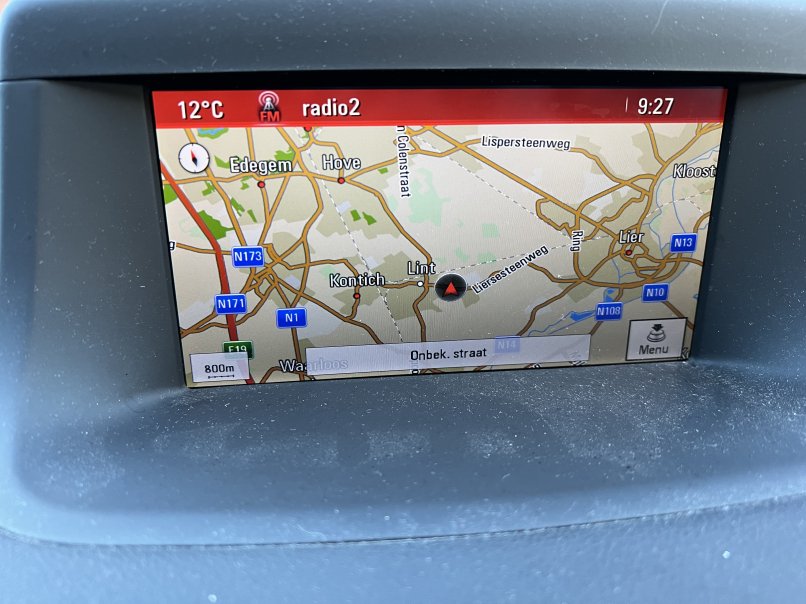 12°C
FM
radio2
9:27
Lispersteenweg
n Colenstraat
Edegem
Hove
Kloost
Ring
Lier
N13
N173
Lint
Liersesteenweg
Kontich
N171
N1
N10
N108
E19
Waarloos
Onbek. straat
N14
Menu
800m